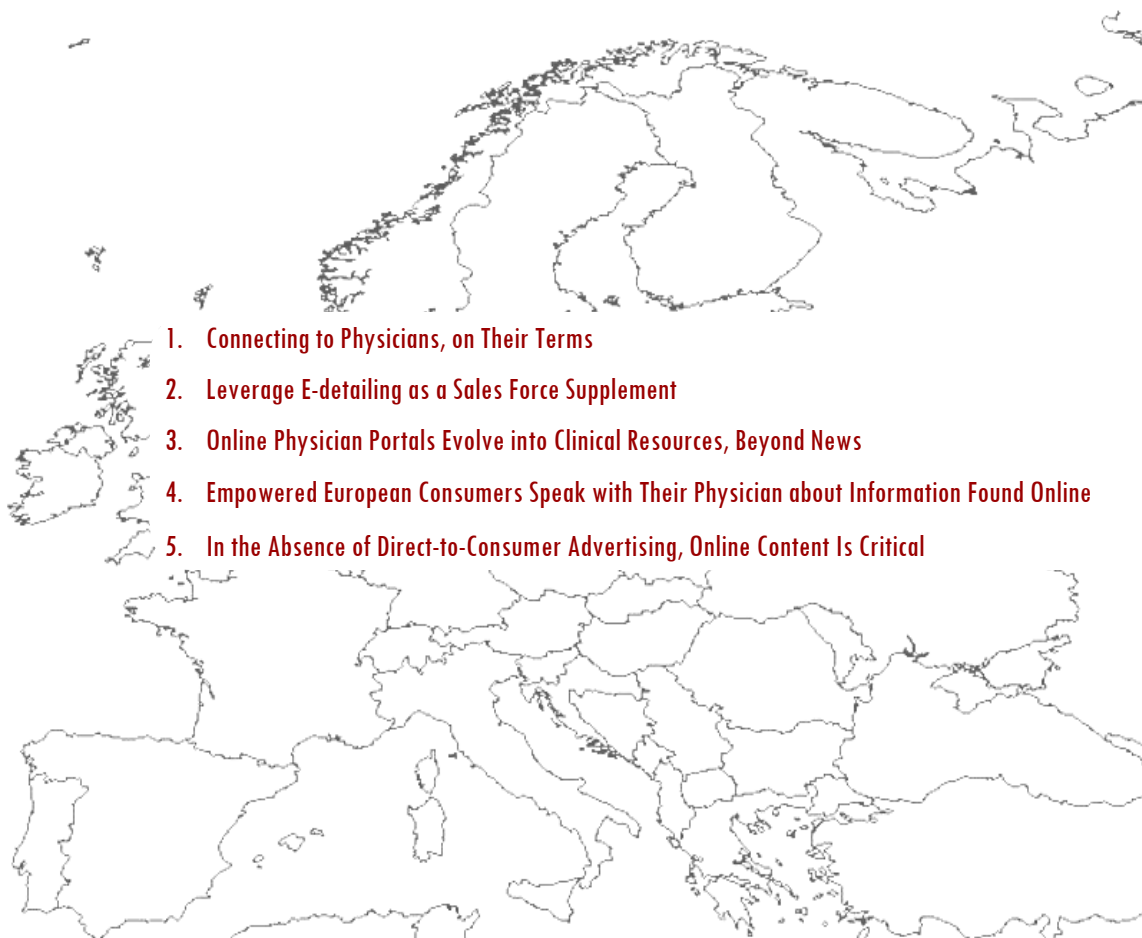 1. Connecting to Physicians, on Their Terms
2. Leverage E-detailing as a Sales Force Supplement
3. Online Physician Portals Evolve into Clinical Resources, Beyond News
4. Empowered European Consumers Speak with Their Physician about Information Found Online
5. In the Absence of Direct-to-Consumer Advertising, Online Content Is Critical